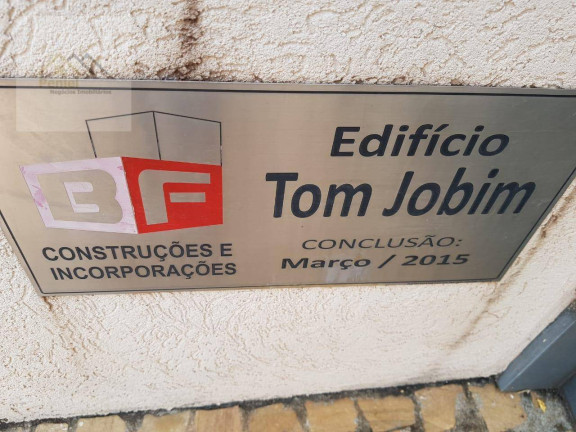 BF
CONSTRUÇÕES E
INCORPORAÇÕES
Edifício
Tom Jobim
CONCLUSÃO:
Março / 2015